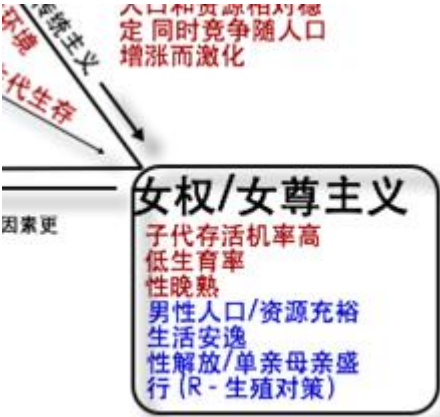 人口和资源相对稳
定 同时竞争随人口
增涨而激化
传统主义
环境
代生存
因素更
女权/女尊主义
子代存活机率高
低生育率
性晚熟
男性人口/资源充裕
生活安逸
性解放/单亲母亲盛
行 (R - 生殖对策)